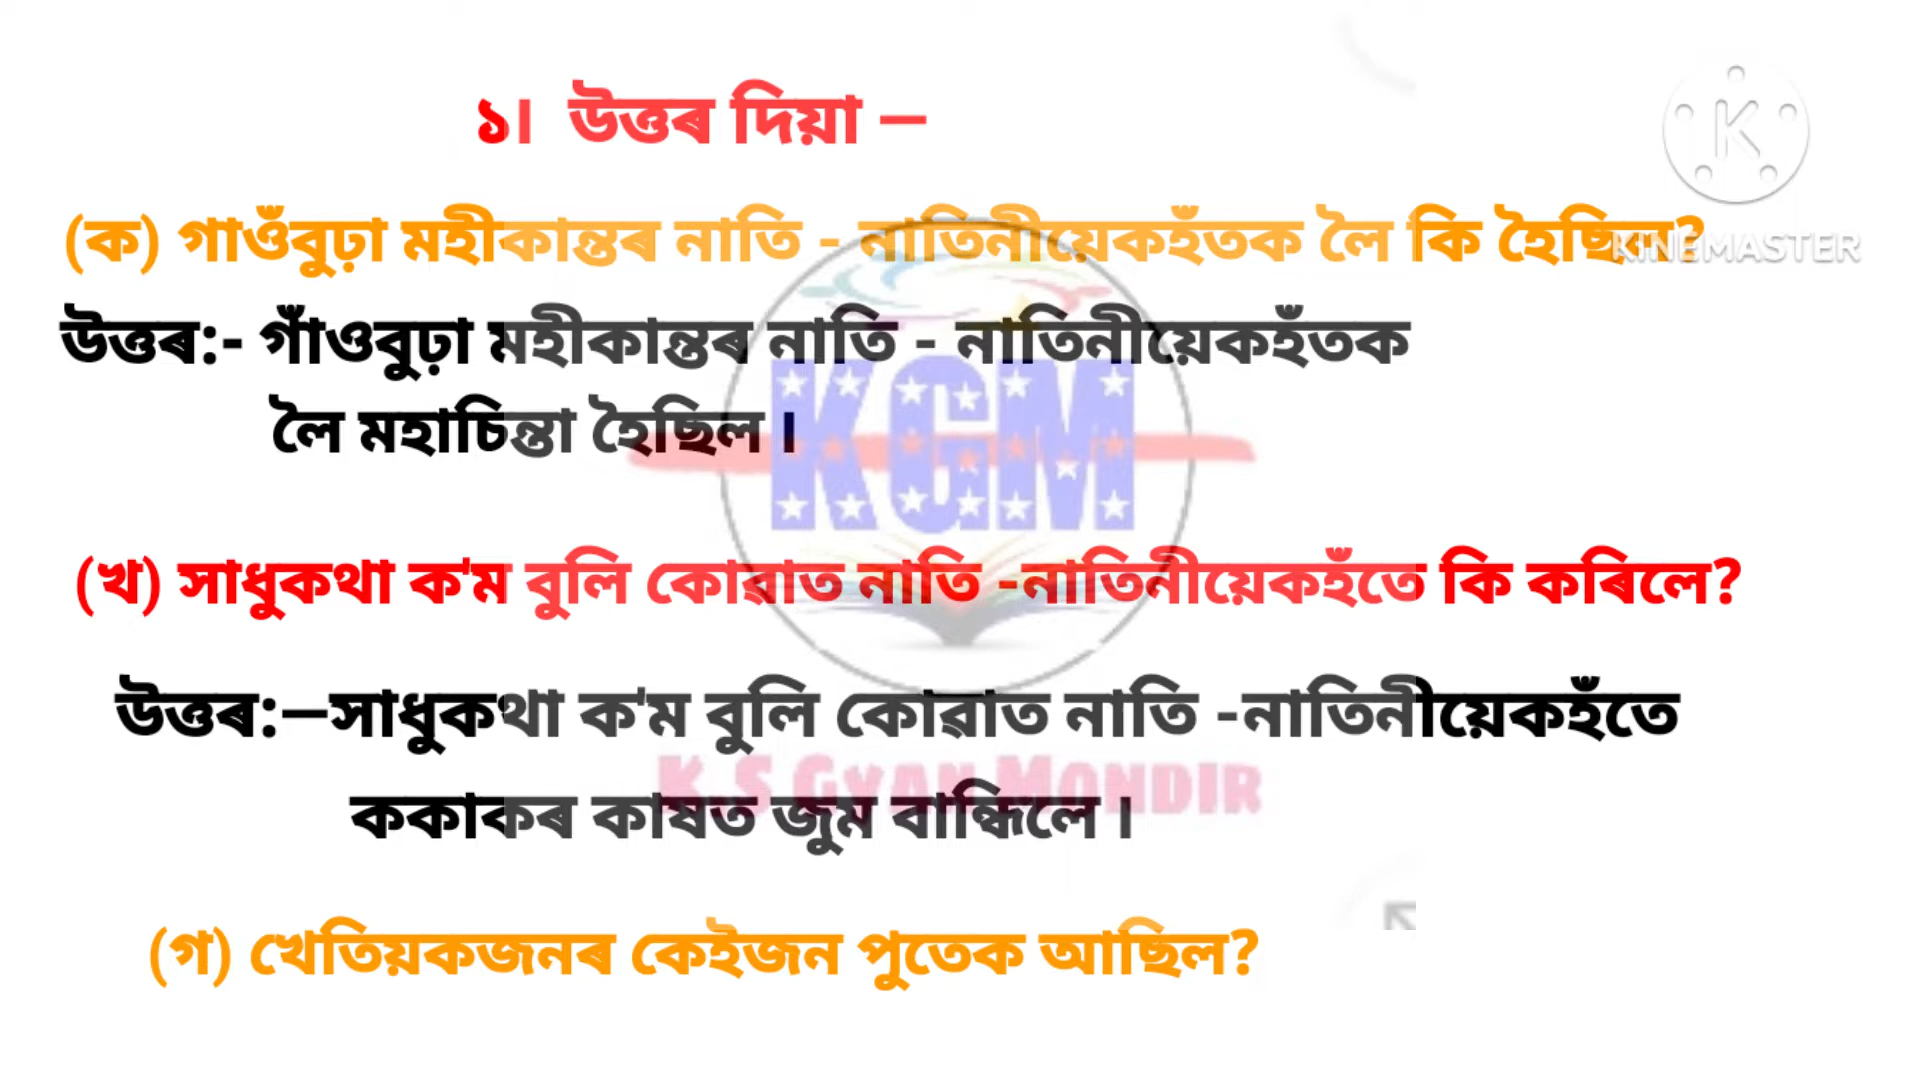 ১। উত্তৰ দিয়া –
(ক) গাওঁবুঢ়া মহীকান্তৰ নাতি - নাতিনীয়েকহঁতক লৈ কি হৈছিল?
KINEMASTER
উত্তৰ:- গাঁওবুঢ়া মহীকান্তৰ নাতি - নাতিনীয়েকহঁতক
লৈ মহাচিন্তা হৈছিল।
KGM
(খ) সাধুকথা ক'ম বুলি কোৱাত নাতি -নাতিনীয়েকহঁতে কি কৰিলে?
উত্তৰ:–সাধুকথা ক'ম বুলি কোৱাত নাতি -নাতিনীয়েকহঁতে
K.S GYAN MONDIR
ককাকৰ কাষত জুম বান্ধিলে।
(গ) খেতিয়কজনৰ কেইজন পুতেক আছিল?